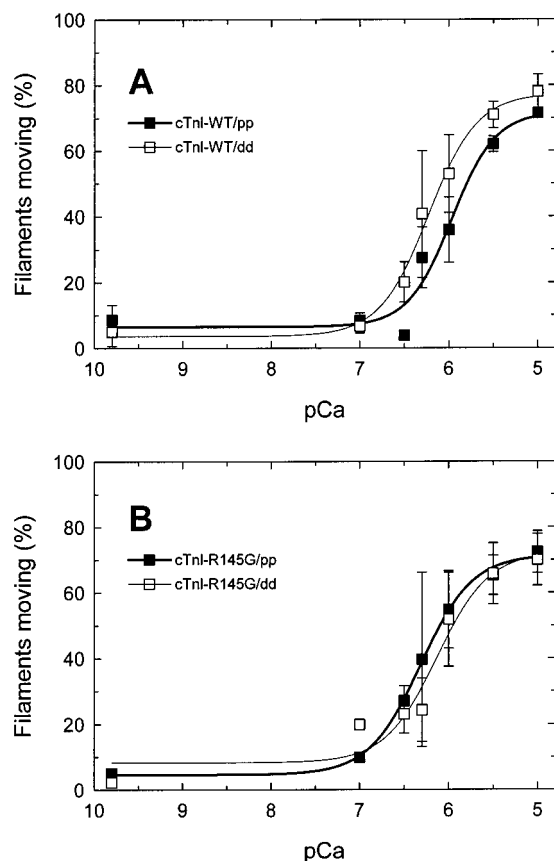 100
80
60
40
20
0
Filaments moving (%)
A
cTnI-WT/pp
cTnI-WT/dd
10 9 8 7 6 5
pCa
100
80
60
40
20
0
Filaments moving (%)
B
cTnI-R145G/pp
cTnI-R145G/dd
10 9 8 7 6 5
pCa